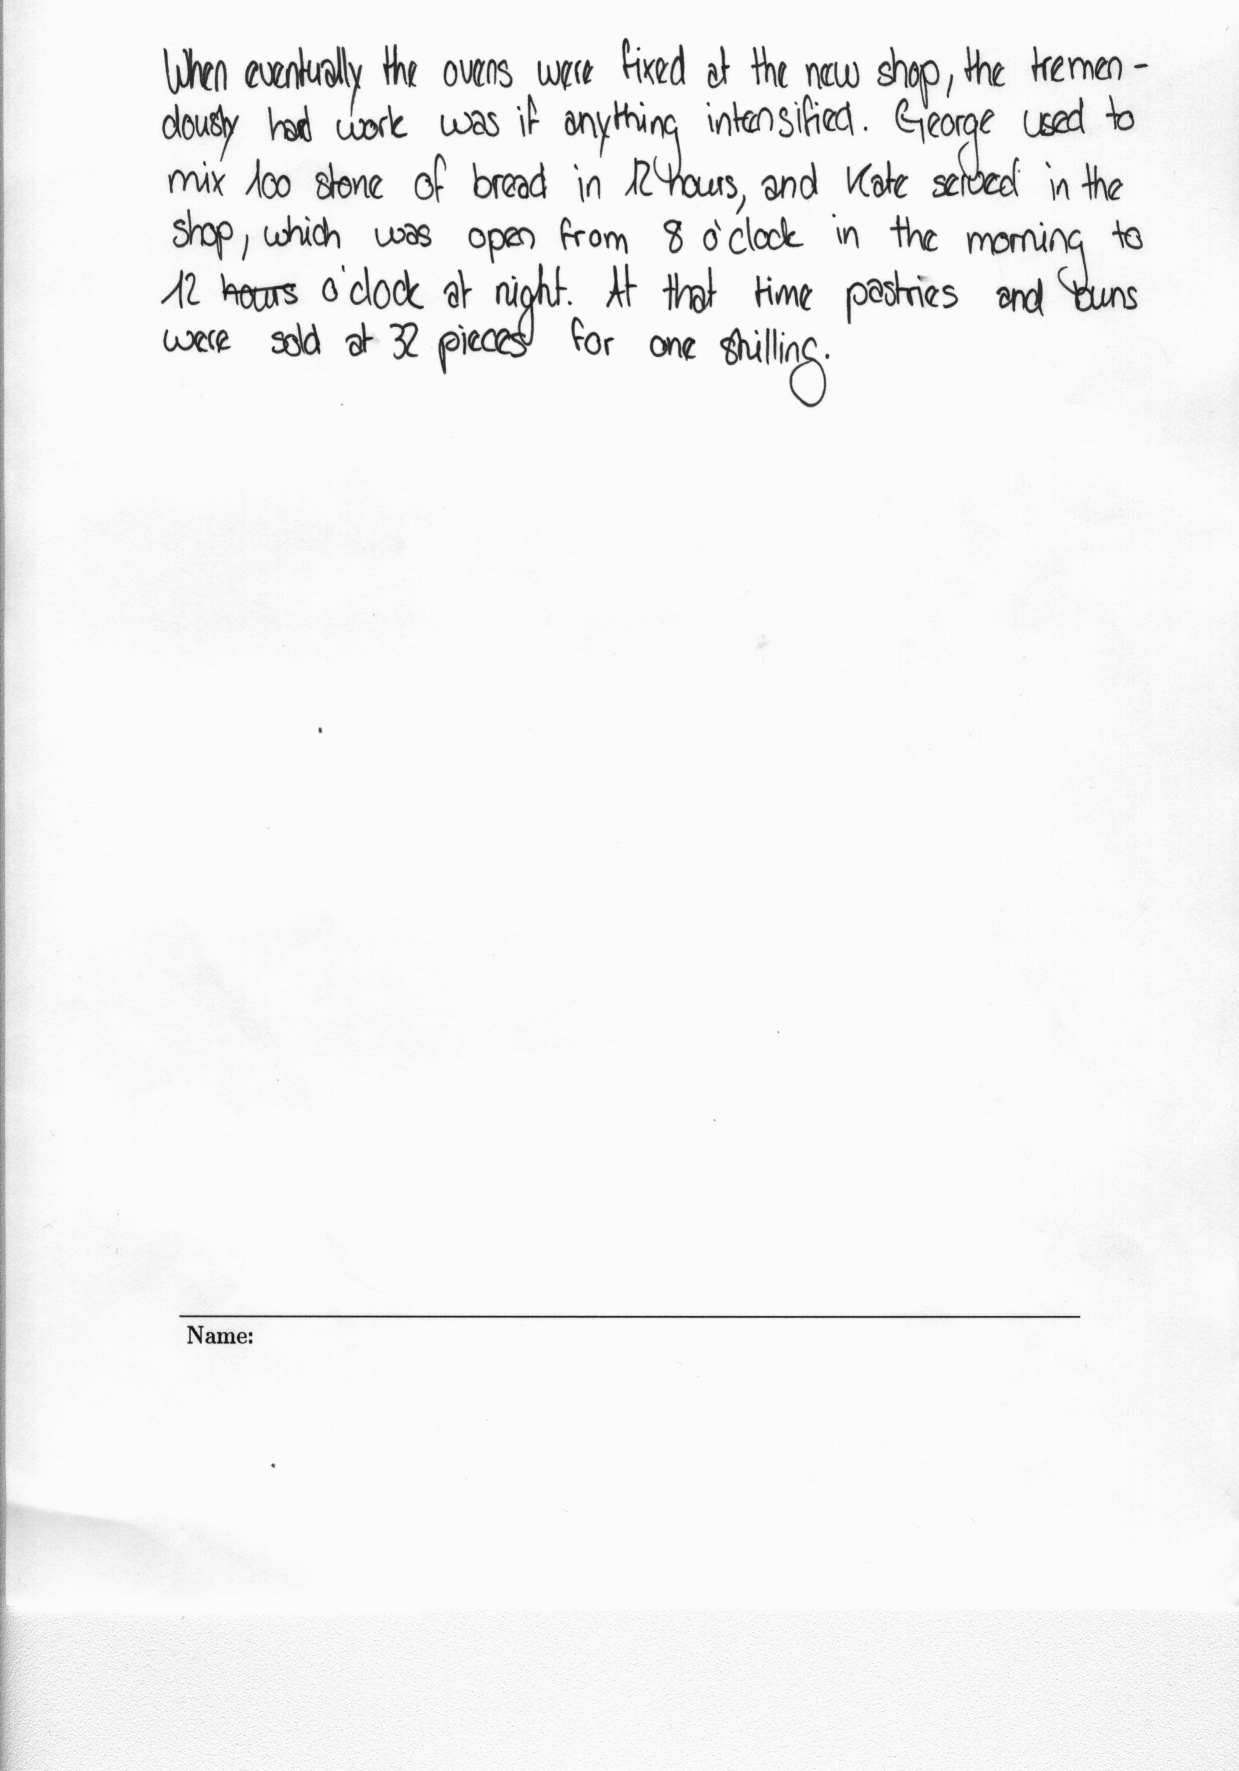 When eventually the ovens were fixed at the new shop, the tremen-
dously hard work was if anything intensified. George used to
mix 100 stone of bread in 12 hours, and Kate served in the
shop, which was open from 8 o'clock in the morning to
12 hours o'clock at night. At that time pastries and buns
were sold at 32 pieces for one shilling.
Name: